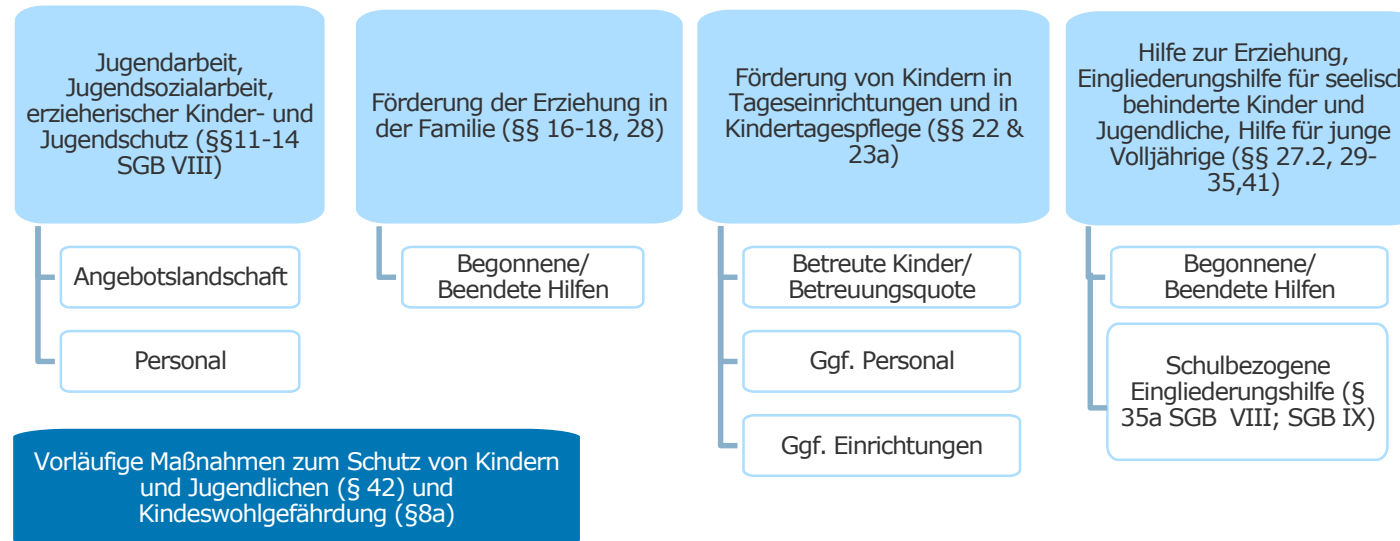 Jugendarbeit,
Jugendsozialarbeit,
erzieherischer Kinder- und
Jugendschutz (§§11-14
SGB VIII)
Angebotslandschaft
Personal
Förderung der Erziehung in
der Familie (§§ 16-18, 28)
Begonnene/
Beendete Hilfen
Förderung von Kindern in
Tageseinrichtungen und in
Kindertagespflege (§§ 22 &
23a)
Betreute Kinder/
Betreuungsquote
Ggf. Personal
Ggf. Einrichtungen
Hilfe zur Erziehung,
Eingliederungshilfe für seelisch
behinderte Kinder und
Jugendliche, Hilfe für junge
Volljährige (§§ 27.2, 29-
35,41)
Begonnene/
Beendete Hilfen
Schulbezogene
Eingliederungshilfe (§
35a SGB VIII; SGB IX)
Vorläufige Maßnahmen zum Schutz von Kindern
und Jugendlichen (§ 42) und
Kindeswohlgefährdung (§8a)